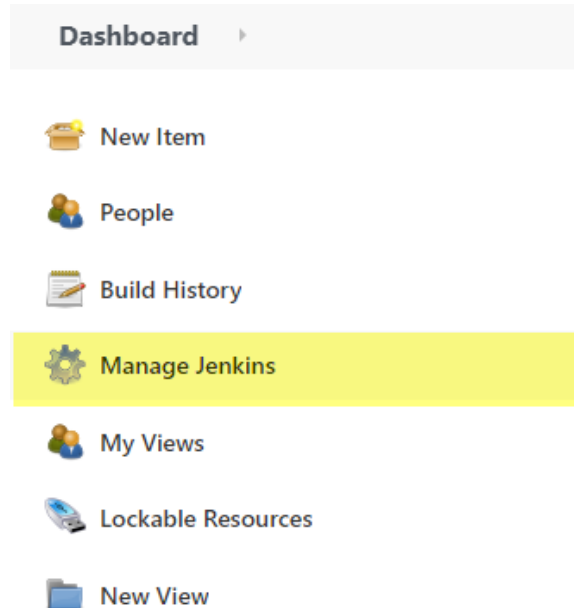 Dashboard
New Item
People
Build History
Manage Jenkins
My Views
Lockable Resources
New View